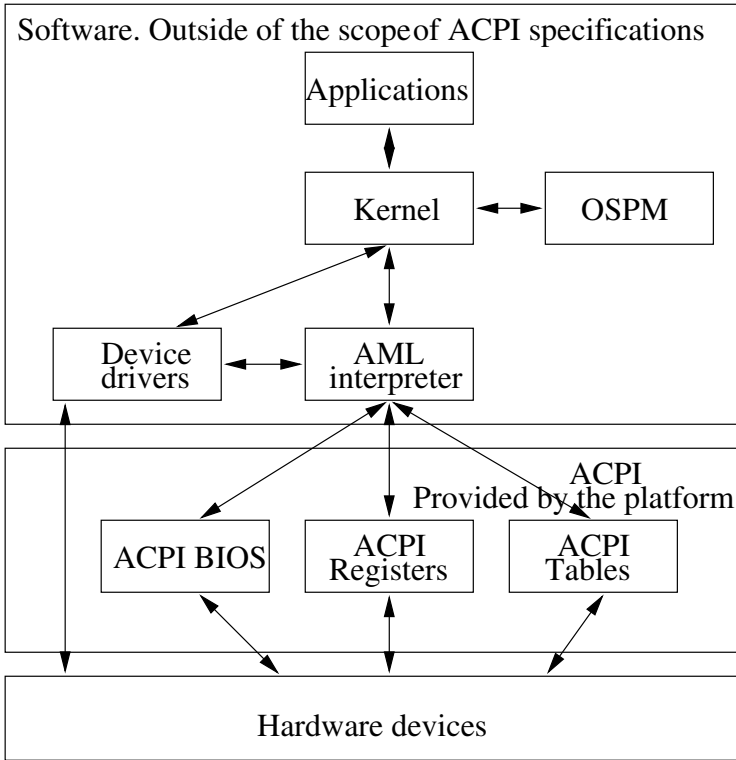 Software. Outside of the scope of ACPI specifications
Applications
Kernel
OSPM
Device
drivers
AML
interpreter
ACPI
Provided by the platform
ACPI BIOS
ACPI
Registers
ACPI
Tables
Hardware devices